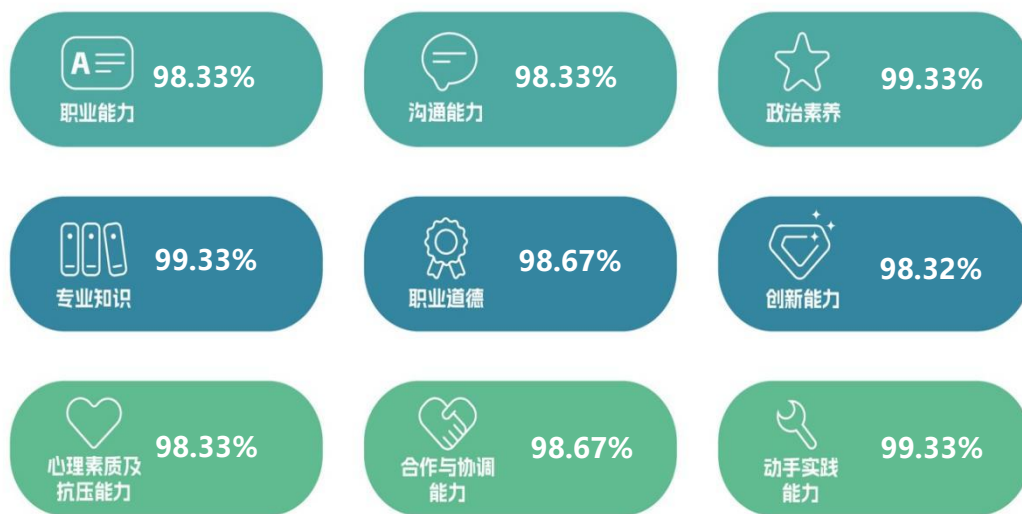 A
98.33%
职业能力
98.33%
沟通能力
99.33%
政治素养
99.33%
专业知识
98.67%
职业道德
98.32%
创新能力
98.33%
心理素质及
抗压能力
98.67%
合作与协调
能力
99.33%
动手实践
能力